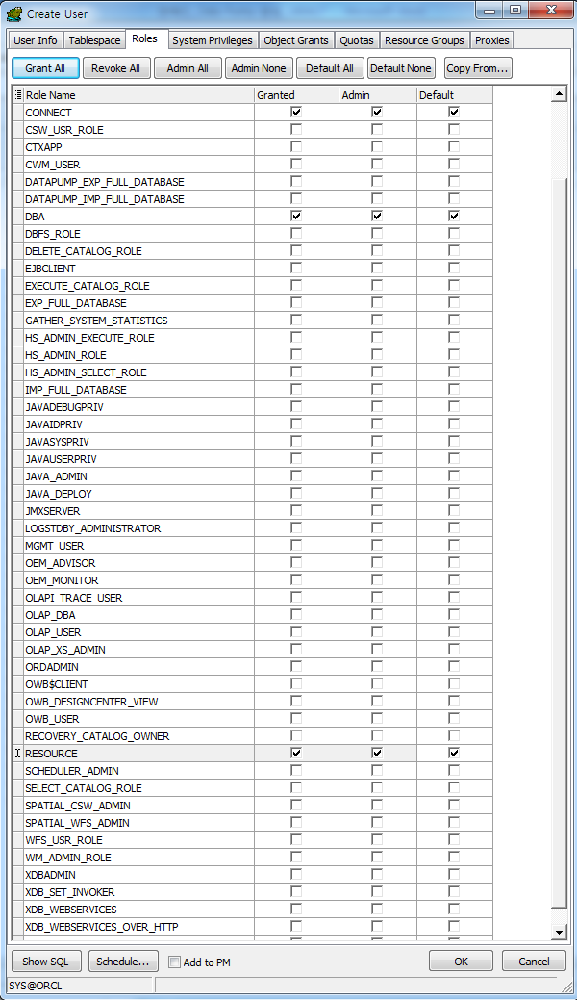 Create User
User Info Tablespace Roles System Privileges Object Grants Quotas Resource Groups Proxies
Grant All Revoke All Admin All Admin None Default All Default None Copy From...
Role Name Granted Admin Default
CONNECT
CSW_USR_ROLE
CTXAPP
CWM_USER
DATAPUMP_EXP_FULL_DATABASE
DATAPUMP_IMP_FULL_DATABASE
DBA
DBFS_ROLE
DELETE_CATALOG_ROLE
EJBCLIENT
EXECUTE_CATALOG_ROLE
EXP_FULL_DATABASE
GATHER_SYSTEM_STATISTICS
HS_ADMIN_EXECUTE_ROLE
HS_ADMIN_ROLE
HS_ADMIN_SELECT_ROLE
IMP_FULL_DATABASE
JAVADEBUGPRIV
JAVAIDPRIV
JAVASYSPRIV
JAVAUSERPRIV
JAVA_ADMIN
JAVA_DEPLOY
JMXSERVER
LOGSTDBY_ADMINISTRATOR
MGMT_USER
OEM_ADVISOR
OEM_MONITOR
OLAPI_TRACE_USER
OLAP_DBA
OLAP_USER
OLAP_XS_ADMIN
ORDADMIN
OWB$CLIENT
OWB_DESIGNCENTER_VIEW
OWB_USER
RECOVERY_CATALOG_OWNER
RESOURCE
SCHEDULER_ADMIN
SELECT_CATALOG_ROLE
SPATIAL_CSW_ADMIN
SPATIAL_WFS_ADMIN
WFS_USR_ROLE
WM_ADMIN_ROLE
XDBADMIN
XDB_SET_INVOKER
XDB_WEBSERVICES
XDB_WEBSERVICES_OVER_HTTP
Show SQL Schedule... Add to PM OK Cancel
SYS@ORCL